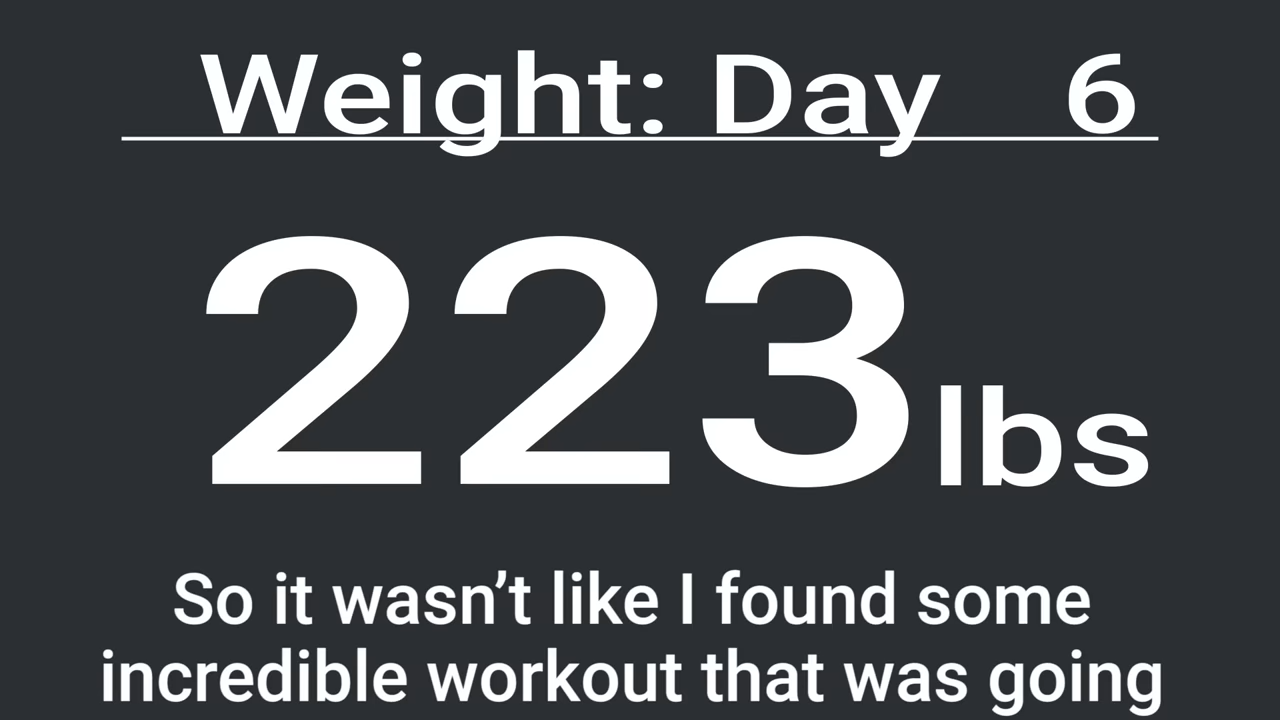 Weight: Day 6
223lbs
So it wasn’t like I found some
incredible workout that was going